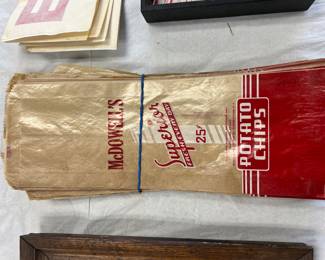 McDOWELL'S
Superior
25¢
POTATO
CHIPS